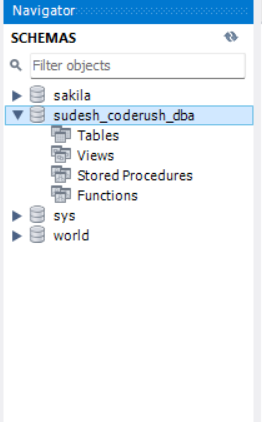 Navigator
SCHEMAS
Filter objects
sakila
sudesh_coderush_dba
Tables
Views
Stored Procedures
Functions
sys
world